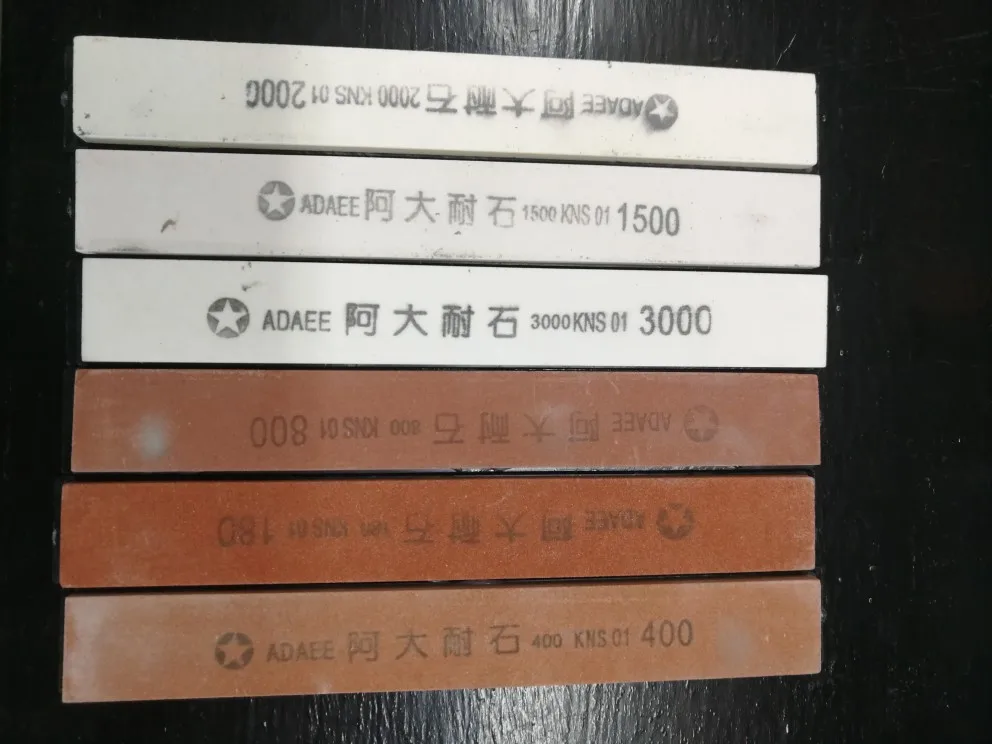 ADAEE 阿大耐石 2000 KNS 01 2000
ADAEE 阿大耐石 1500 KNS 01 1500
ADAEE 阿大耐石 3000 KNS 01 3000
ADAEE 阿大耐石 800 KNS 01 800
ADAEE 阿大耐石 180 KNS 01 180
ADAEE 阿大耐石 400 KNS 01 400